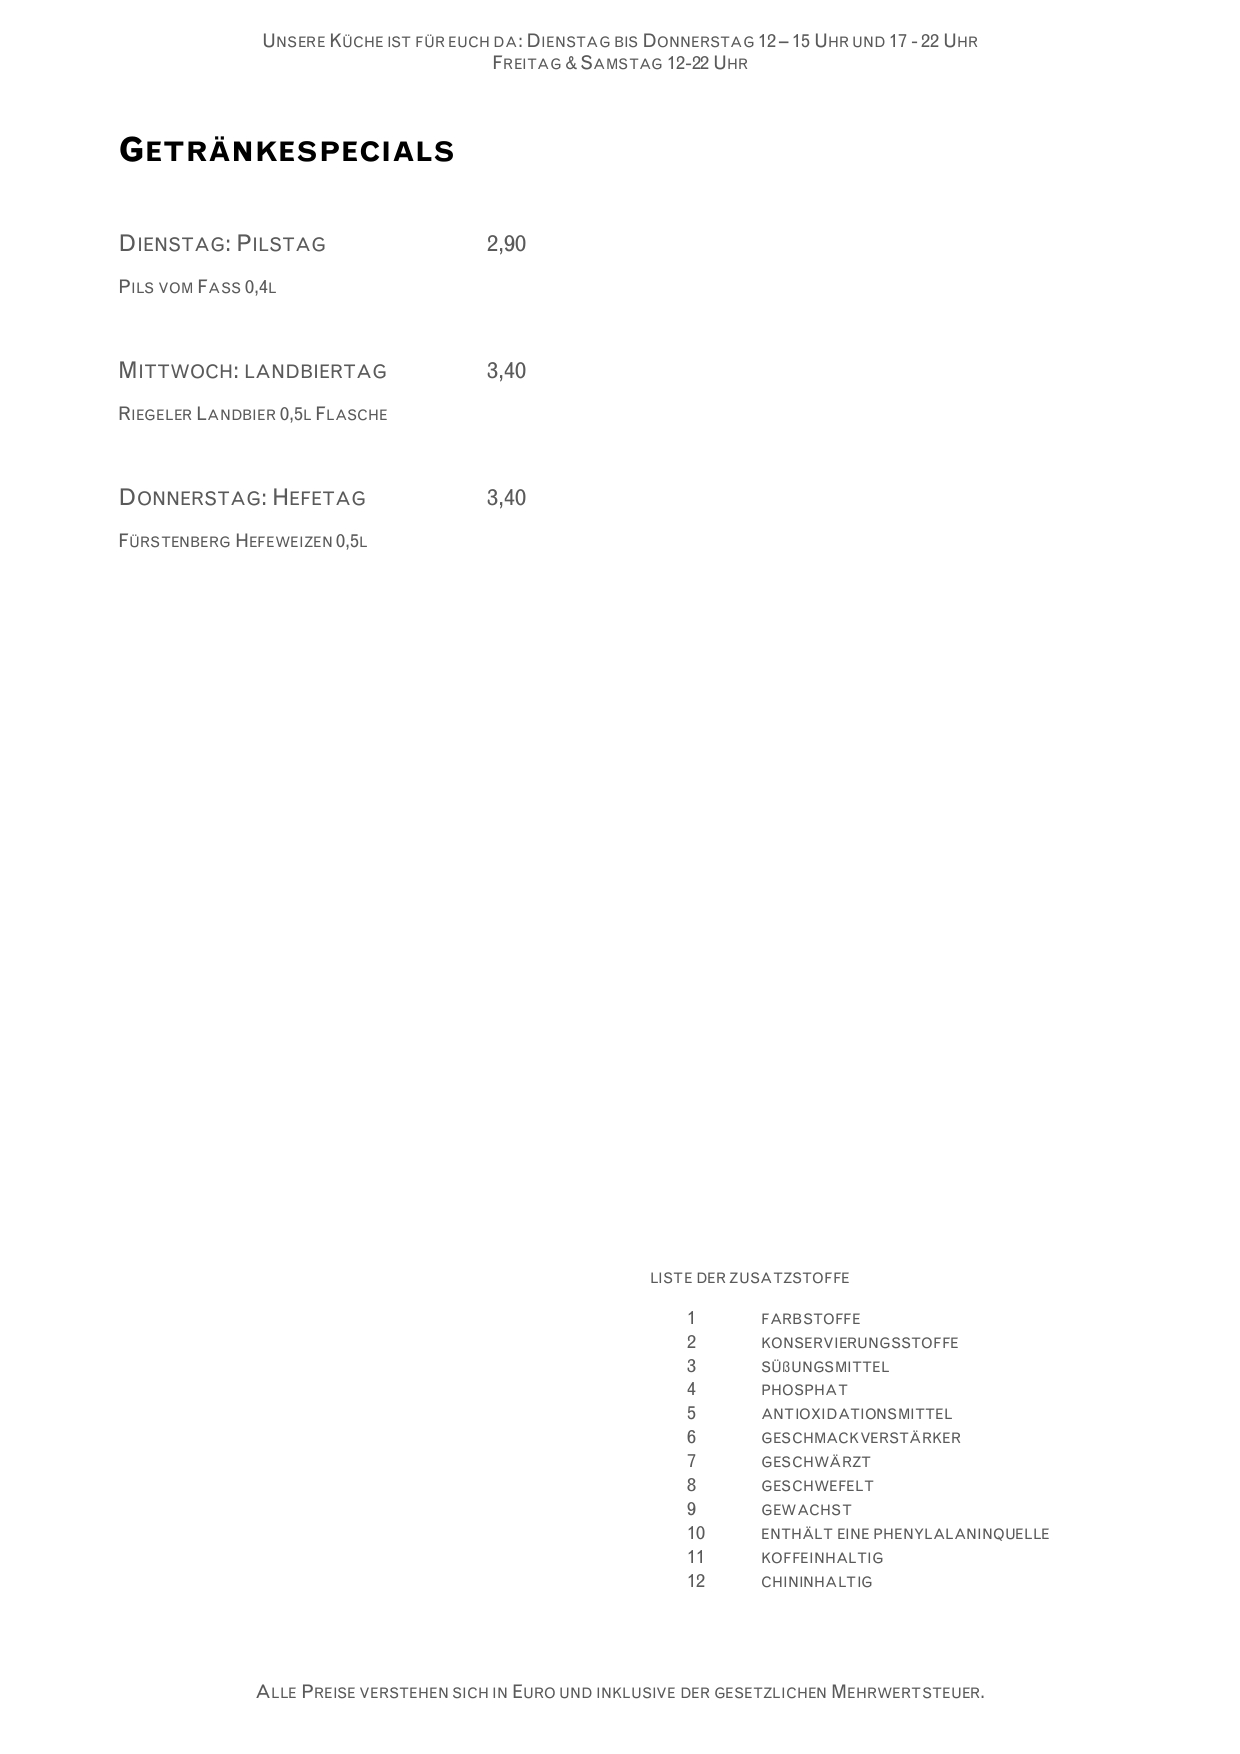 Unsere Küche ist für euch da: Dienstag bis Donnerstag 12 – 15 Uhr und 17 - 22 Uhr
Freitag & Samstag 12-22 Uhr
Getränkespecials
Dienstag: Pilstag 2,90
Pils vom Fass 0,4l
Mittwoch: landbiertag 3,40
Riegeler Landbier 0,5l Flasche
Donnerstag: Hefetag 3,40
Fürstenberg Hefeweizen 0,5l
liste der zusatzstoffe
1 farbstoffe
2 konservierungsstoffe
3 süßungsmittel
4 phosphat
5 antioxidationsmittel
6 geschmackverstärker
7 geschwärzt
8 geschwefelt
9 gewachst
10 enthält eine phenylalaninquelle
11 koffeinhaltig
12 chininhaltig
Alle Preise verstehen sich in Euro und inklusive der gesetzlichen Mehrwertsteuer.